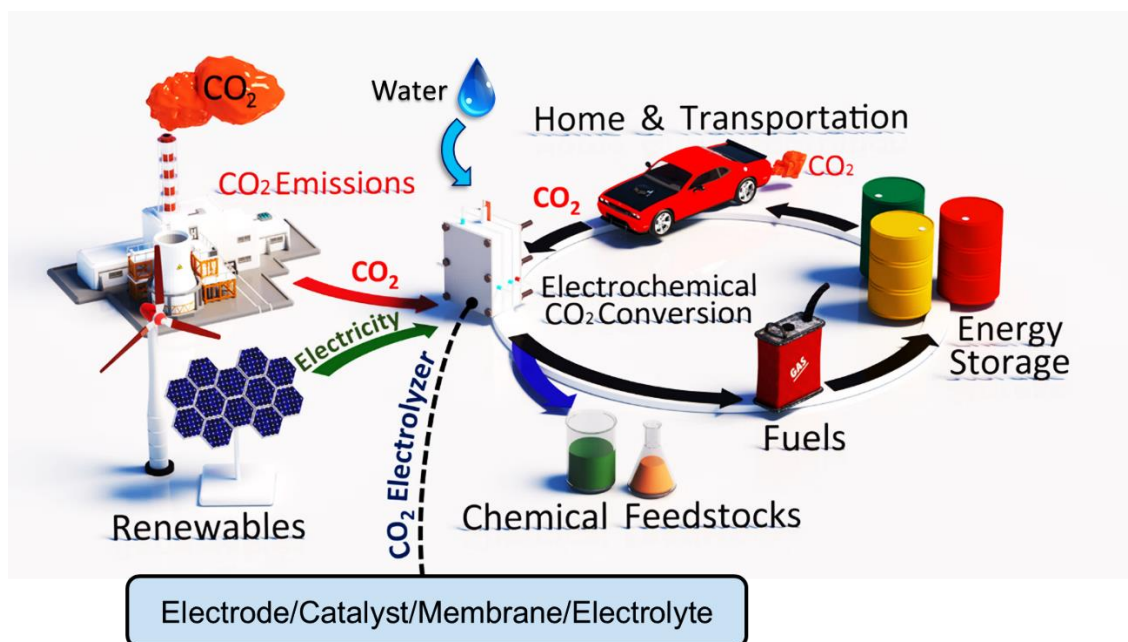 CO₂
Water
Home & Transportation
CO₂ Emissions
CO₂
CO₂
CO₂
Electrochemical
CO₂ Conversion
Electricity
Energy
Storage
GAS
CO₂ Electrolyzer
Fuels
Renewables
Chemical Feedstocks
Electrode/Catalyst/Membrane/Electrolyte